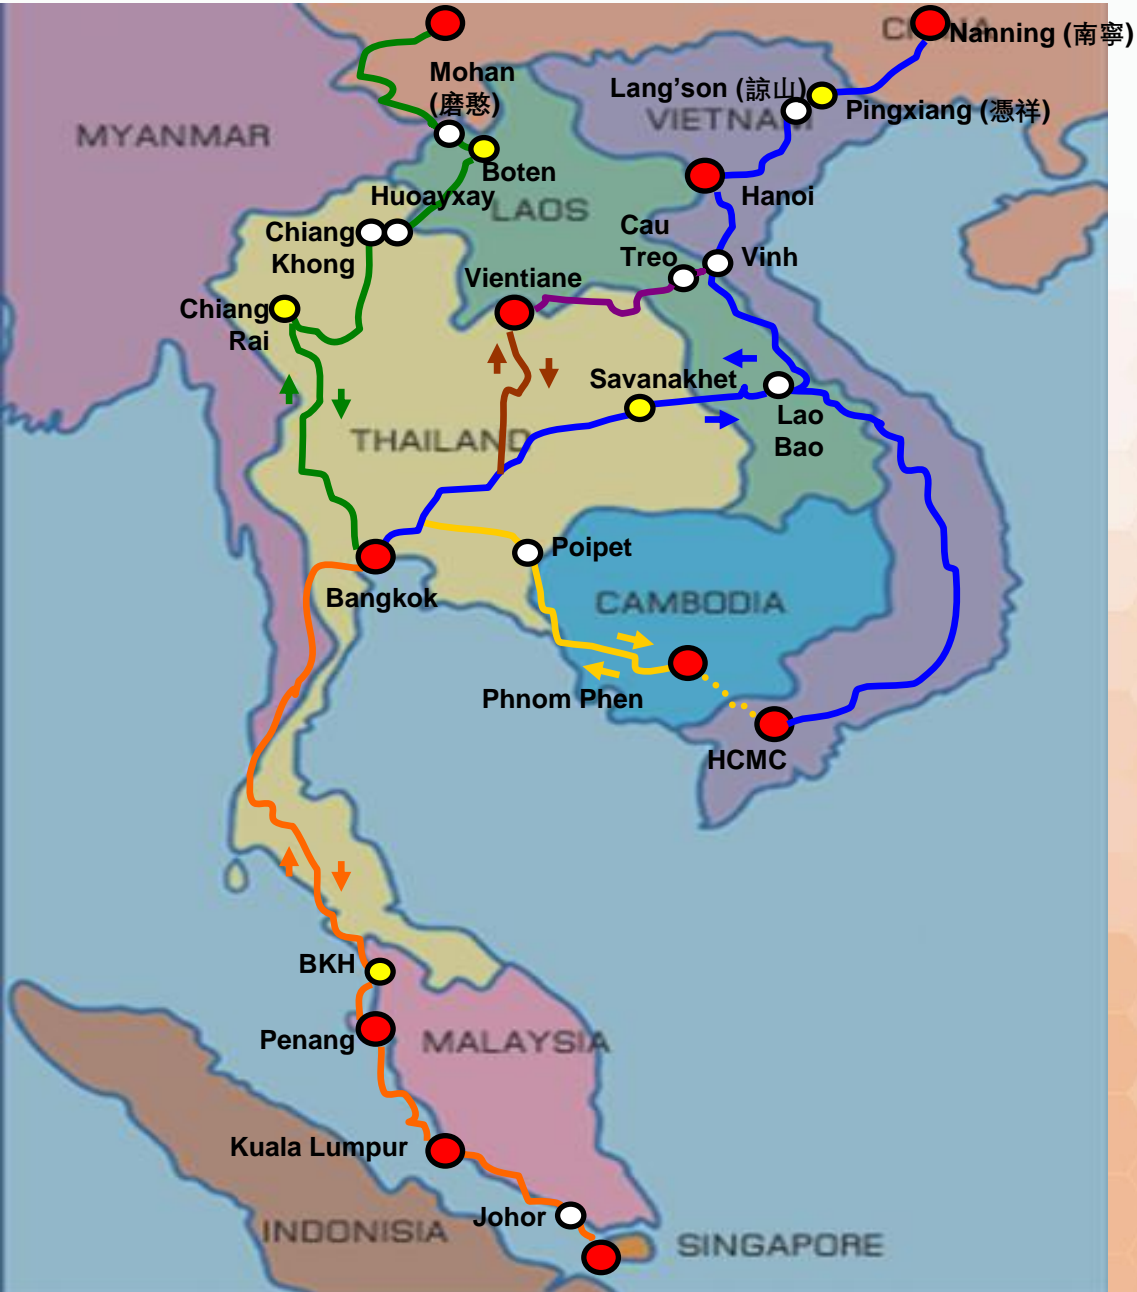 CHINA
Nanning (南寧)
Mohan
(磨憨)
Lang'son (諒山)
Pingxiang (憑祥)
VIETNAM
MYANMAR
Boten
Huoayxay
Hanoi
LAOS
Cau
Treo
Chiang
Khong
Vinh
Vientiane
Chiang
Rai
Savanakhet
Lao
Bao
THAILAND
Poipet
Bangkok
CAMBODIA
Phnom Phen
HCMC
BKH
Penang
MALAYSIA
Kuala Lumpur
Johor
INDONISIA
SINGAPORE